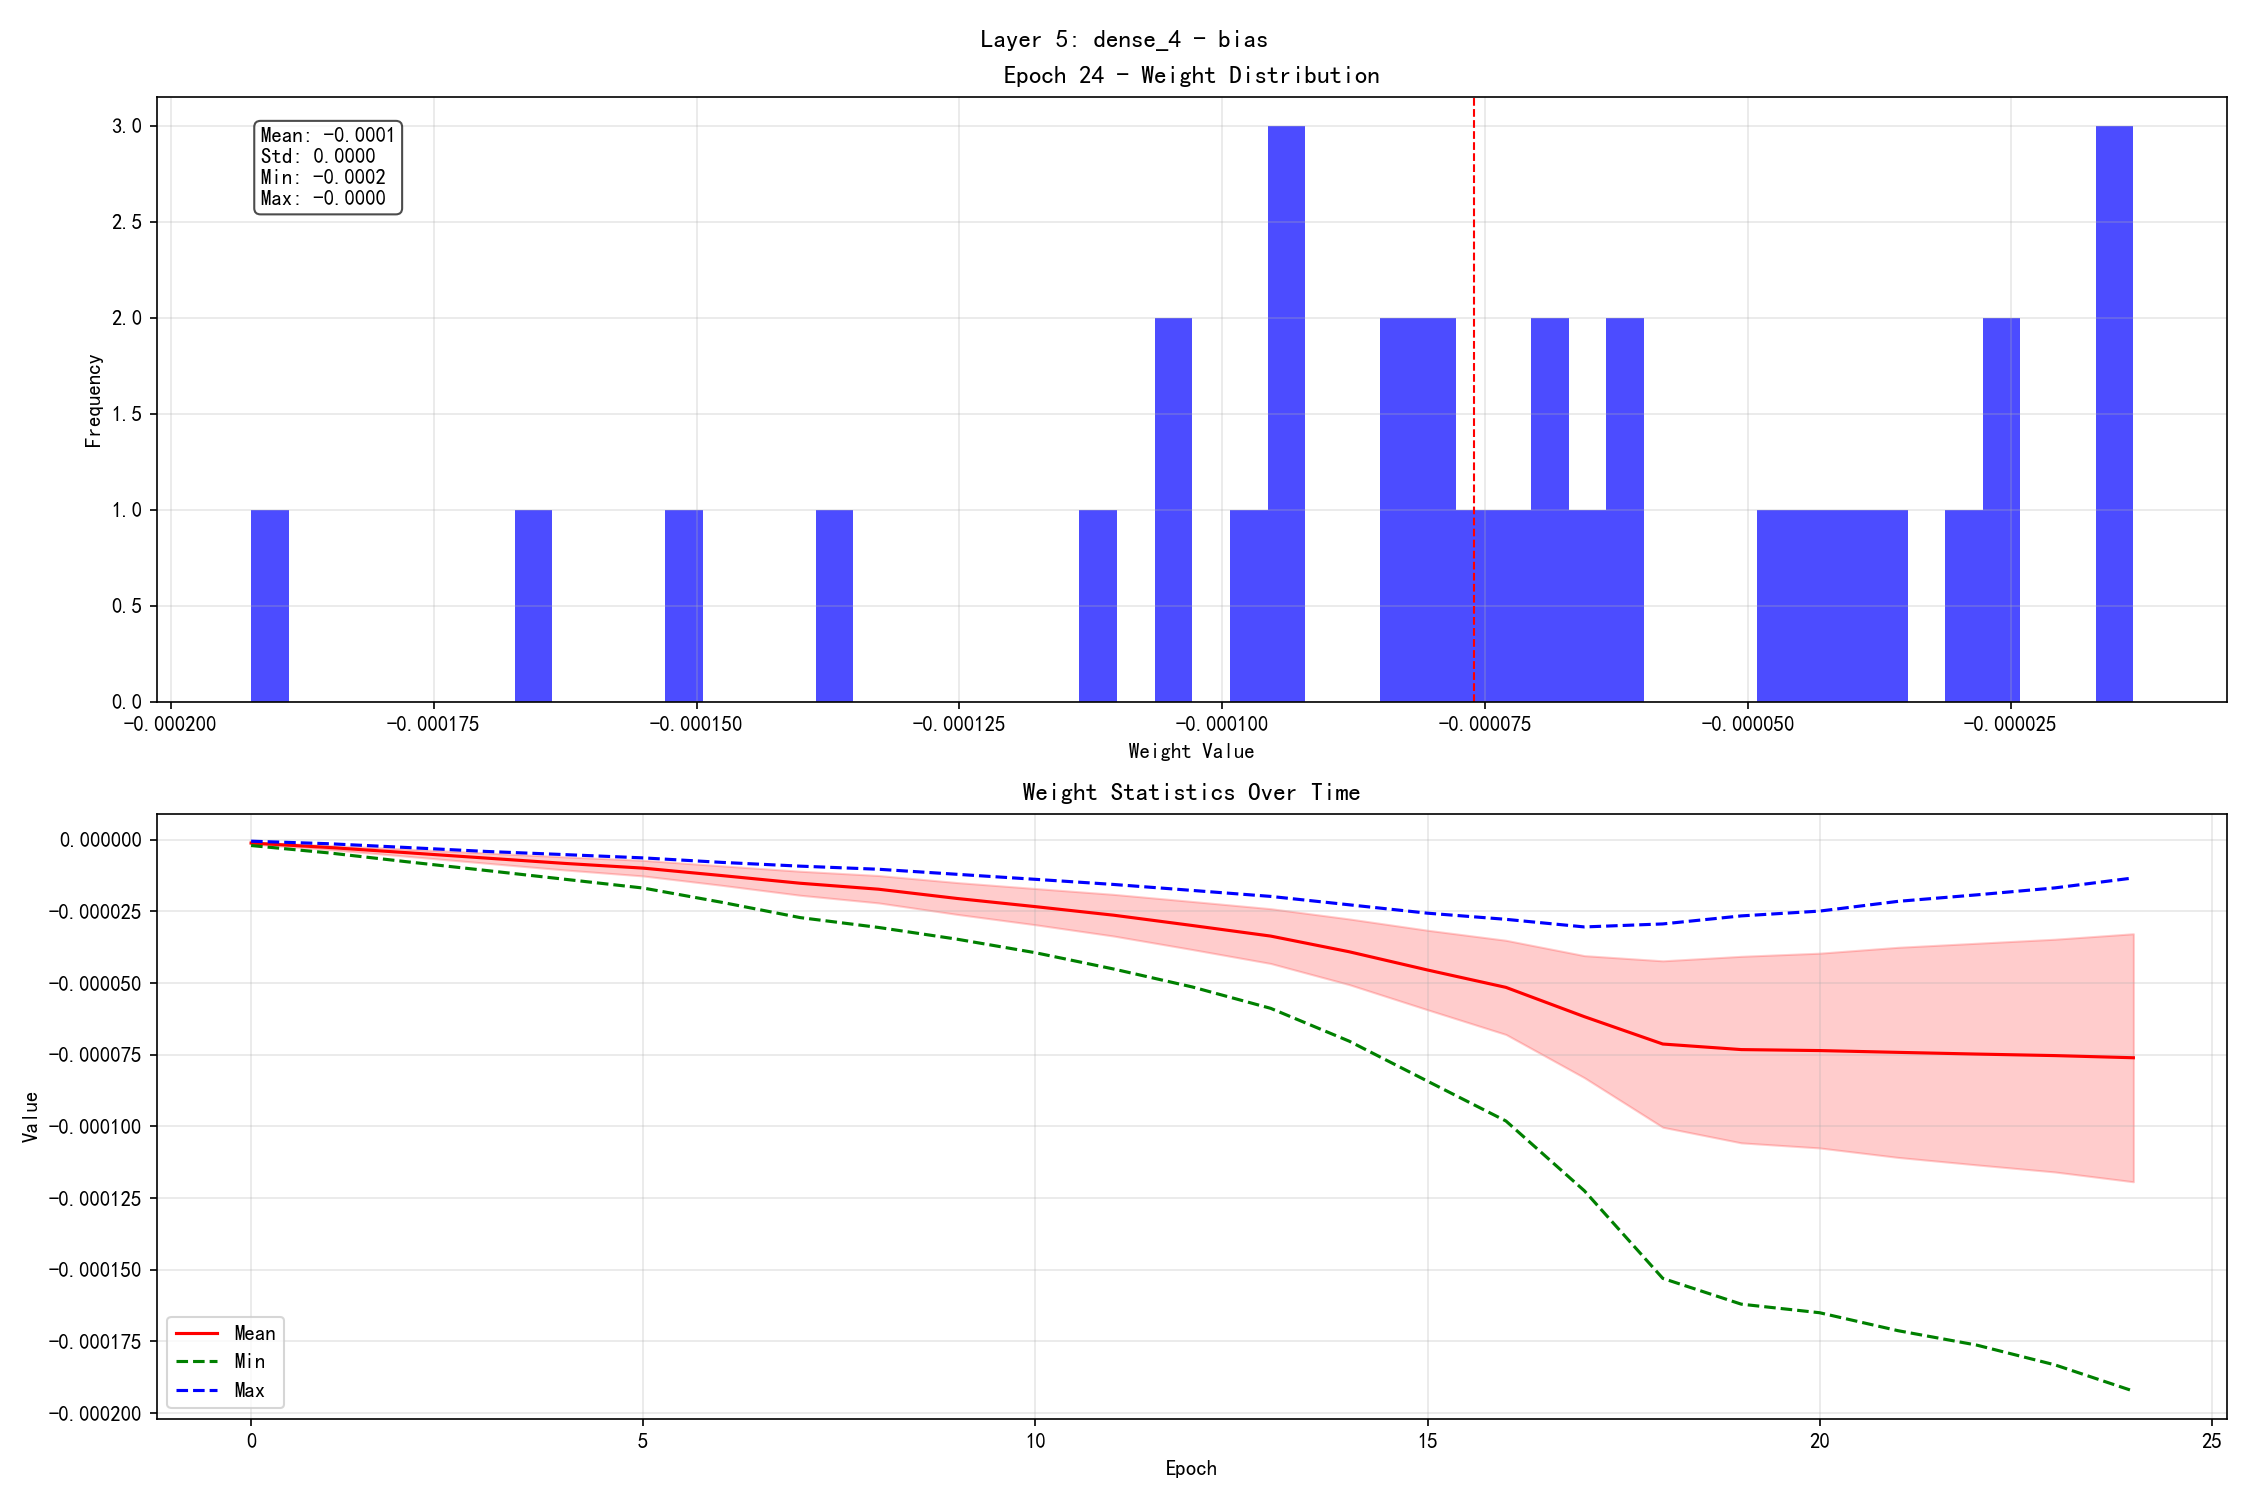 Layer 5: dense_4 - bias
Epoch 24 - Weight Distribution
Mean: -0.0001
Std: 0.0000
Min: -0.0002
Max: -0.0000
3.0
2.5
2.0
1.5
1.0
0.5
0.0
Frequency
-0.000200 -0.000175 -0.000150 -0.000125 -0.000100 -0.000075 -0.000050 -0.000025
Weight Value
Weight Statistics Over Time
0.000000
-0.000025
-0.000050
-0.000075
-0.000100
-0.000125
-0.000150
-0.000175
-0.000200
Value
Mean
Min
Max
0 5 10 15 20 25
Epoch